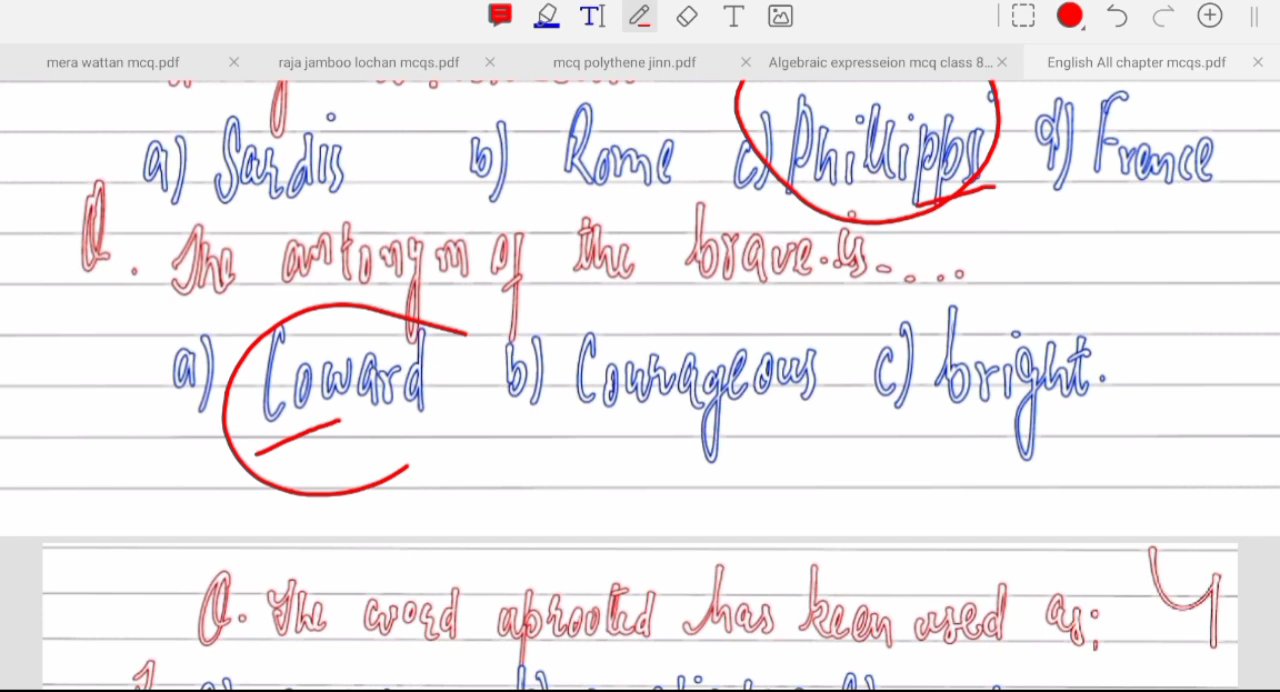 mera wattan mcq.pdf
raja jamboo lochan mcqs.pdf
mcq polythene jinn.pdf
Algebraic expresseion mcq class 8...
English All chapter mcqs.pdf
a) Sardis b) Rome c) Phillippi d) France
Q. The antonym of the brave is-....
a) Coward b) Courageous c) bright.
Q. The word uprooted has been used as;